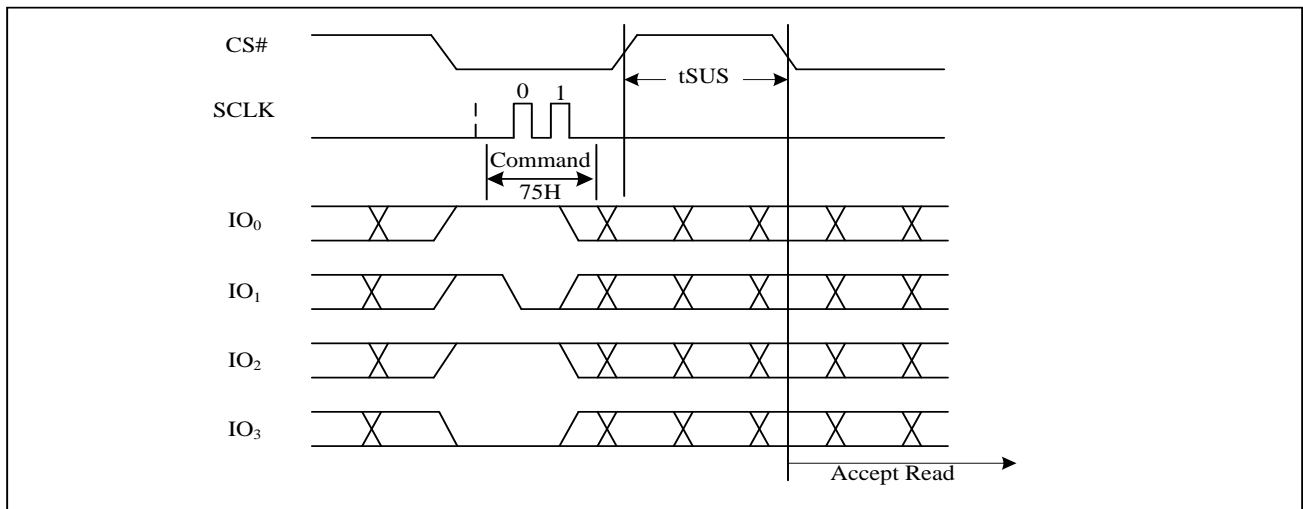 CS#
tSUS
SCLK
0 1
Command
75H
IO₀
IO₁
IO₂
IO₃
Accept Read